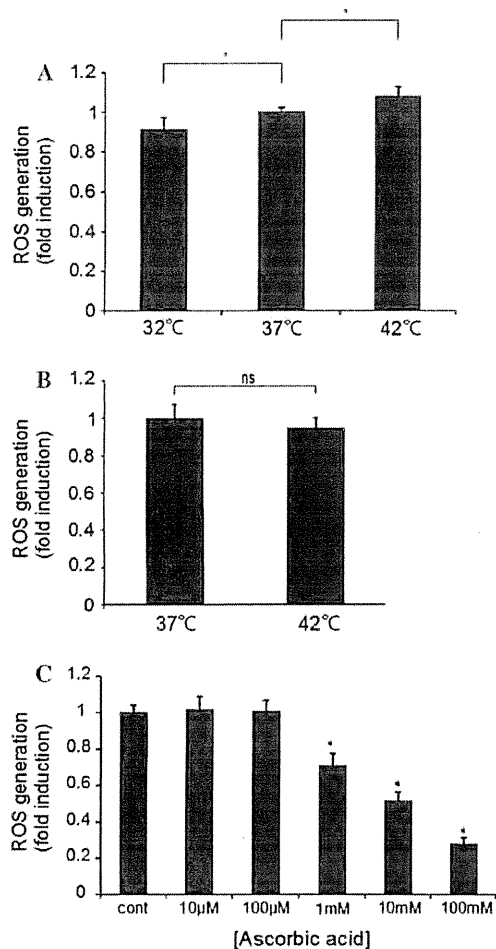 *
*
A
1.2
1
0.8
0.6
0.4
0.2
0
ROS generation
(fold induction)
32°C 37°C 42°C
B
ns
1.2
1
0.8
0.6
0.4
0.2
0
ROS generation
(fold induction)
37°C 42°C
C
1.2
1
0.8
0.6
0.4
0.2
0
ROS generation
(fold induction)
*
*
*
cont 10μM 100μM 1mM 10mM 100mM
[Ascorbic acid]